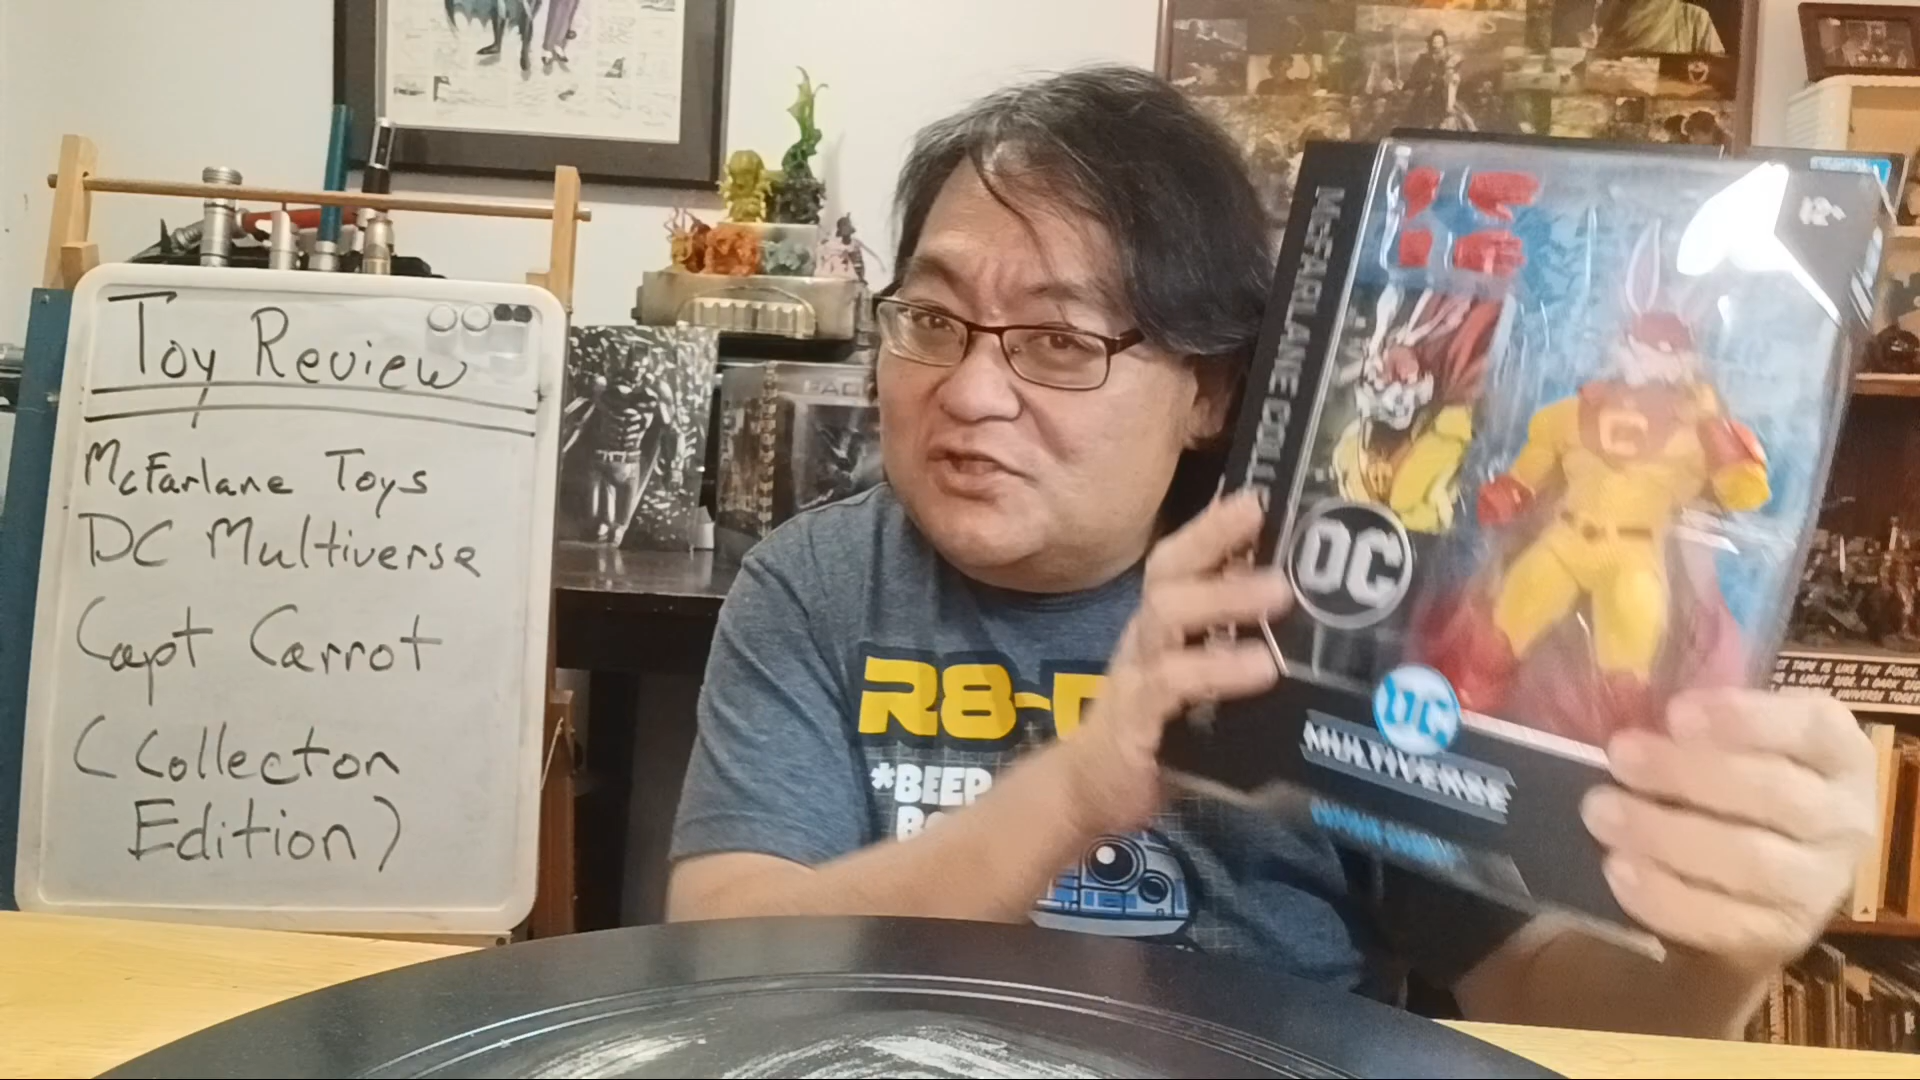 Toy Review
McFarlane Toys
DC Multiverse
Capt Carrot
(Collecton
Edition)
R8-D
*BEEP
McFARLANE COLLE
12+
DC
DC
MULTIVERSE